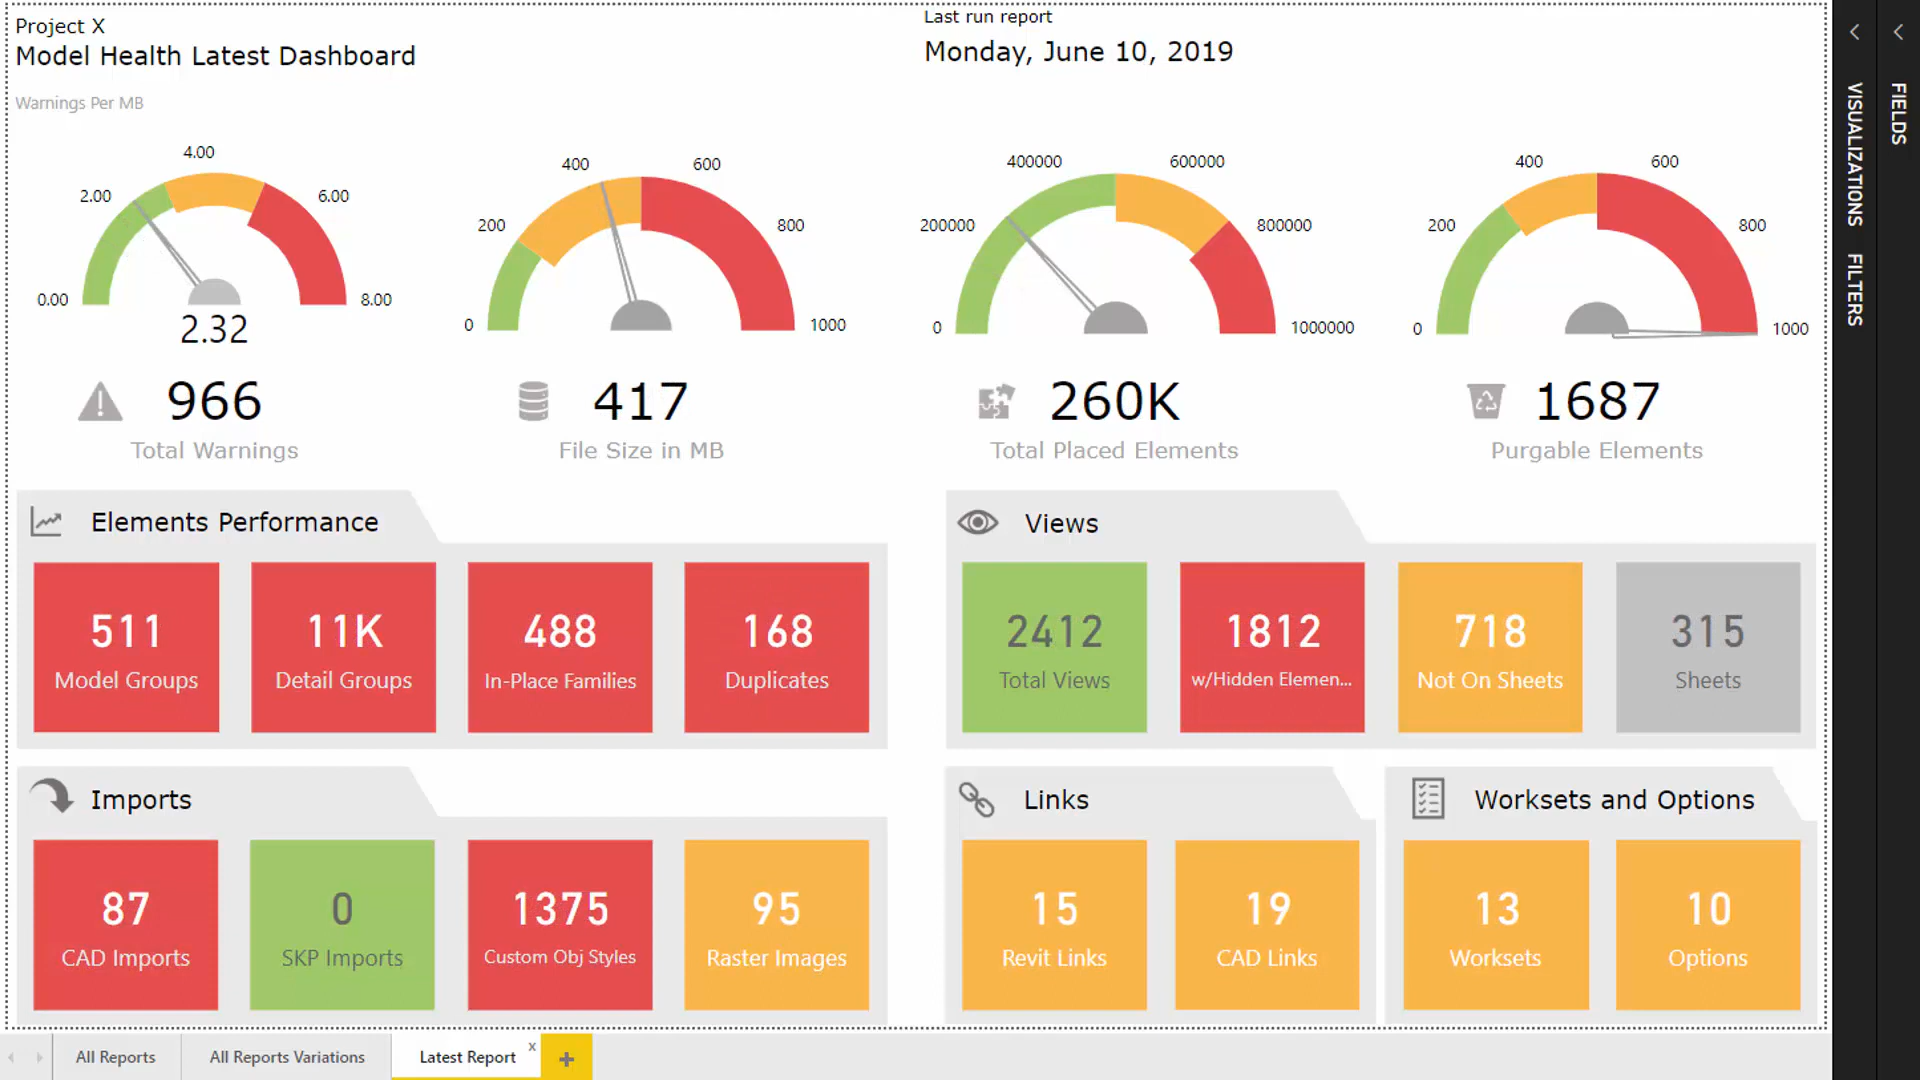 Project X
Model Health Latest Dashboard
Last run report
Monday, June 10, 2019
Warnings Per MB
0.00
2.00
4.00
6.00
8.00
2.32
0
200
400
600
800
1000
0
200000
400000
600000
800000
1000000
0
200
400
600
800
1000
966
Total Warnings
417
File Size in MB
260K
Total Placed Elements
1687
Purgable Elements
Elements Performance
511
Model Groups
11K
Detail Groups
488
In-Place Families
168
Duplicates
Views
2412
Total Views
1812
w/Hidden Elemen...
718
Not On Sheets
315
Sheets
Imports
87
CAD Imports
0
SKP Imports
1375
Custom Obj Styles
95
Raster Images
Links
15
Revit Links
19
CAD Links
Worksets and Options
13
Worksets
10
Options
VISUALIZATIONS
FILTERS
FIELDS
All Reports
All Reports Variations
Latest Report
x
+